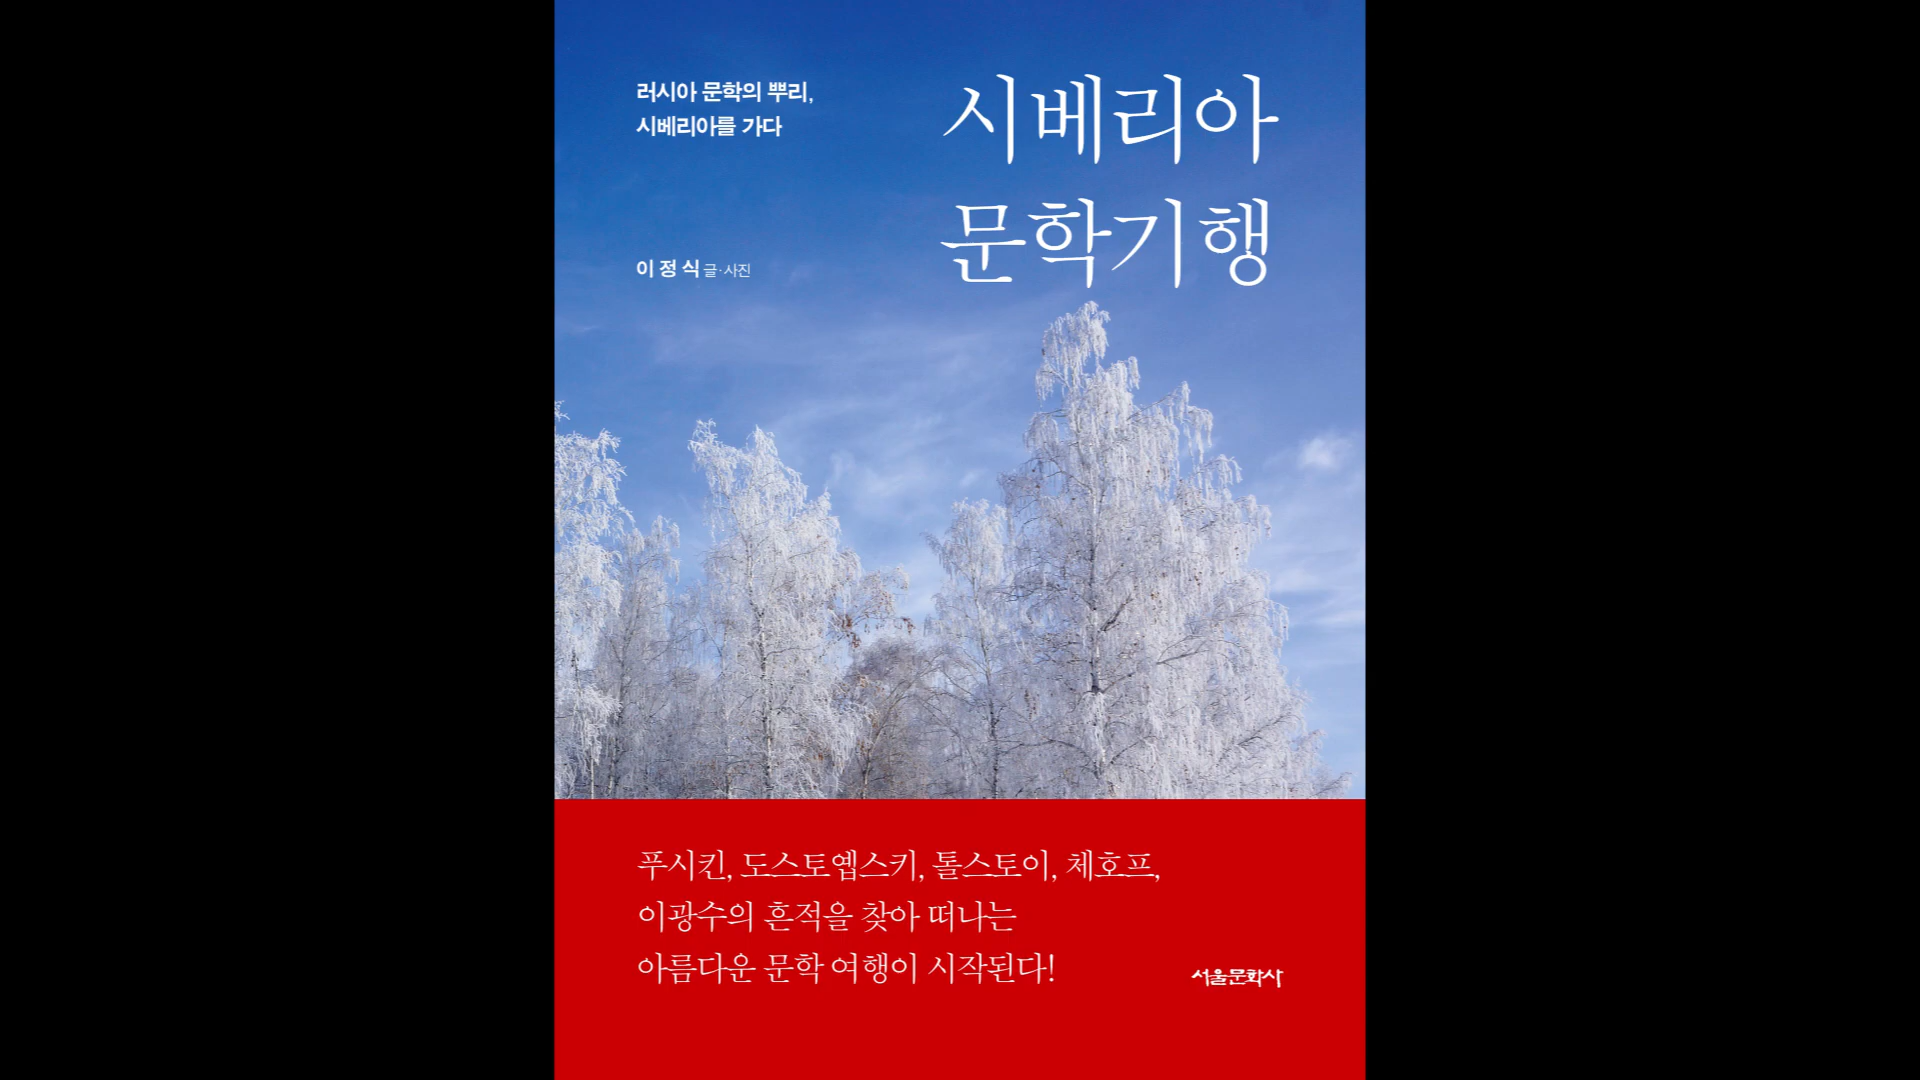 러시아 문학의 뿌리,
시베리아를 가다
시베리아
문학기행
이정식 글·사진
푸시킨, 도스토옙스키, 톨스토이, 체호프,
이광수의 흔적을 찾아 떠나는
아름다운 문학 여행이 시작된다!
서울문화사